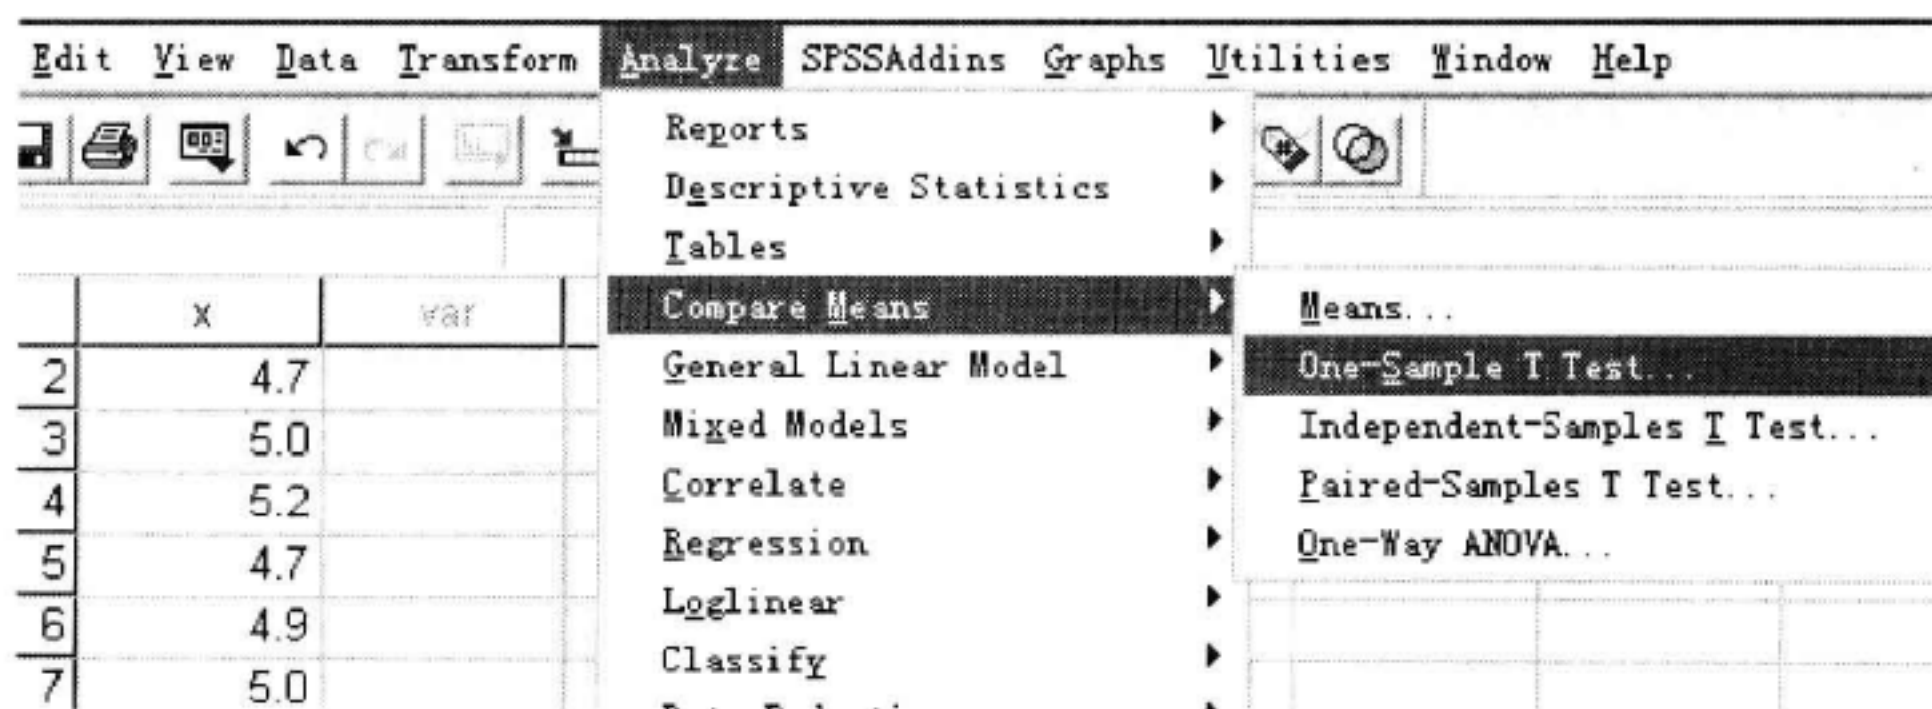 Edit View Data Transform Analyze SPSSAddins Graphs Utilities Window Help
Reports
Descriptive Statistics
Tables
Compare Means
General Linear Model
Mixed Models
Correlate
Regression
Loglinear
Classify
Means...
One-Sample T Test...
Independent-Samples T Test...
Paired-Samples T Test...
One-Way ANOVA...
x var
2 4.7
3 5.0
4 5.2
5 4.7
6 4.9
7 5.0